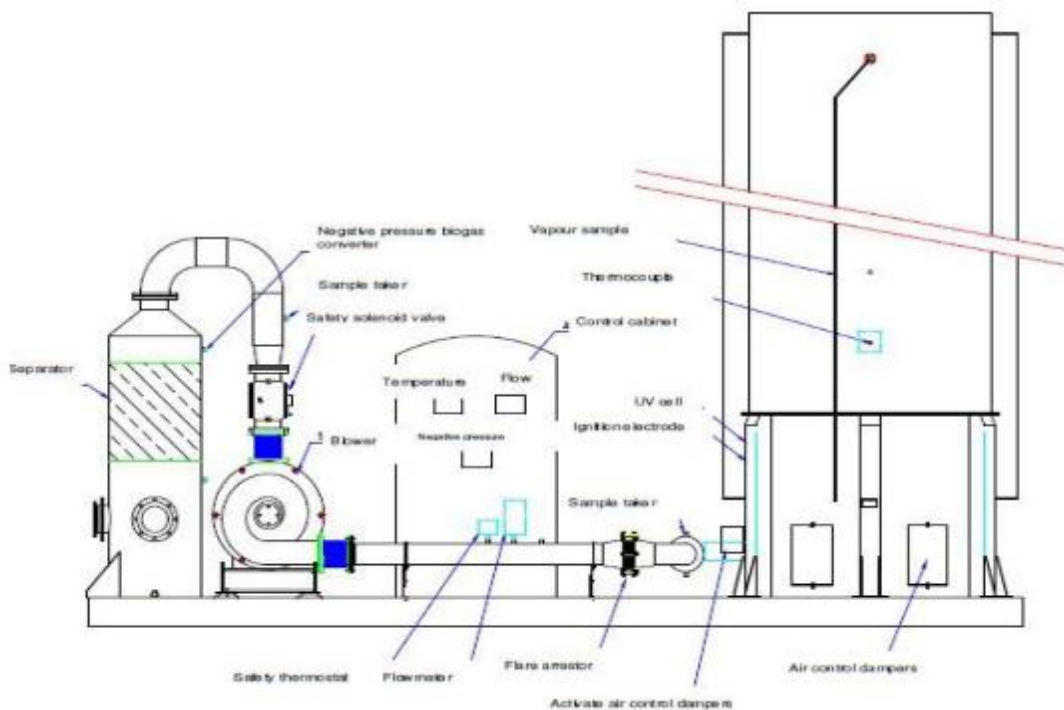 Negative pressure biogas
converter
Sample taker
Safety solenoid valve
Separator
Blower
Control cabinet
Temperature
Flow
Negative pressure
Vapour sample
Thermocouple
UV cell
Ignition electrode
Sample taker
Safety thermostat
Flowmeter
Flare arrestor
Activate air control dampers
Air control dampers